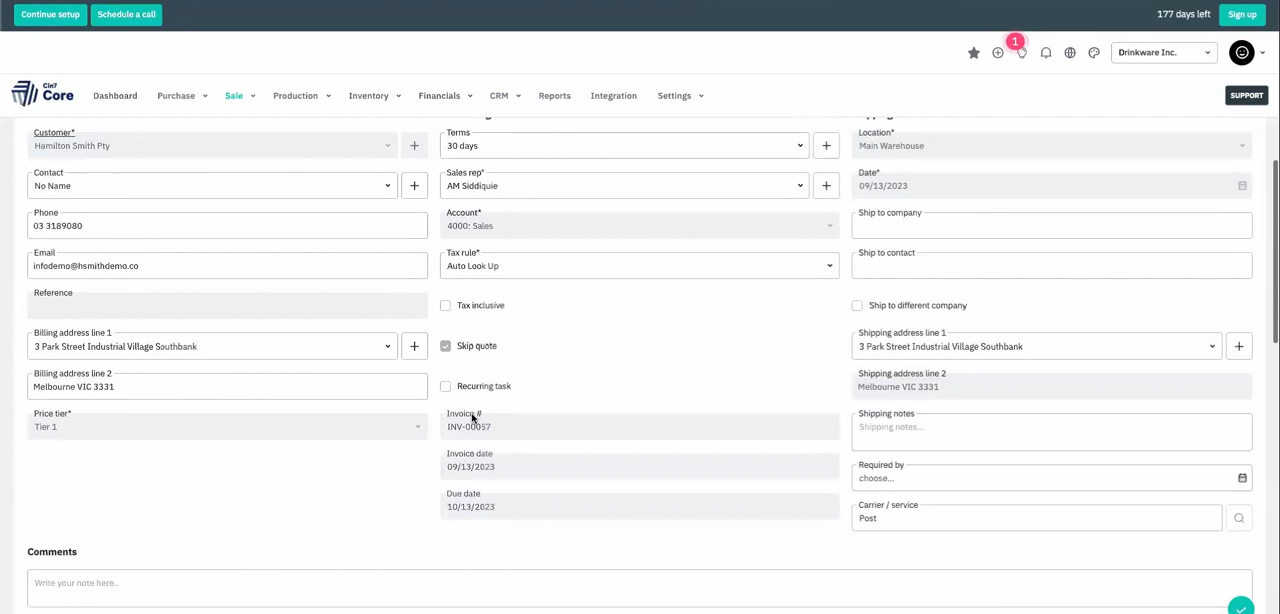 Continue setup
Schedule a call
177 days left
Sign up
1
Drinkware Inc.
Cin7
Core
Dashboard
Purchase
Sale
Production
Inventory
Financials
CRM
Reports
Integration
Settings
SUPPORT
Customer*
Hamilton Smith Pty
Contact
No Name
Phone
03 3189080
Email
infodemo@hsmithdemo.co
Reference
Billing address line 1
3 Park Street Industrial Village Southbank
Billing address line 2
Melbourne VIC 3331
Price tier*
Tier 1
Terms
30 days
Sales rep*
AM Siddiquie
Account*
4000: Sales
Tax rule*
Auto Look Up
Tax inclusive
Skip quote
Recurring task
Invoice #
INV-00057
Invoice date
09/13/2023
Due date
10/13/2023
Location*
Main Warehouse
Date*
09/13/2023
Ship to company
Ship to contact
Ship to different company
Shipping address line 1
3 Park Street Industrial Village Southbank
Shipping address line 2
Melbourne VIC 3331
Shipping notes
Shipping notes...
Required by
choose...
Carrier / service
Post
Comments
Write your note here..